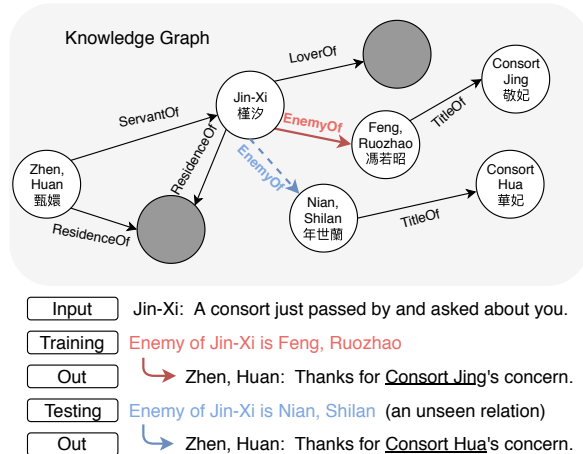 Knowledge Graph
LoverOf
Consort
Jing
敬妃
Jin-Xi
槿汐
ServantOf
EnemyOf
TitleOf
Feng,
Ruozhao
馮若昭
ResidenceOf
EnemyOf
Zhen,
Huan
甄嬛
Consort
Hua
華妃
Nian,
Shilan
年世蘭
TitleOf
ResidenceOf
Input Jin-Xi: A consort just passed by and asked about you.
Training Enemy of Jin-Xi is Feng, Ruozhao
Out Zhen, Huan: Thanks for Consort Jing's concern.
Testing Enemy of Jin-Xi is Nian, Shilan (an unseen relation)
Out Zhen, Huan: Thanks for Consort Hua's concern.